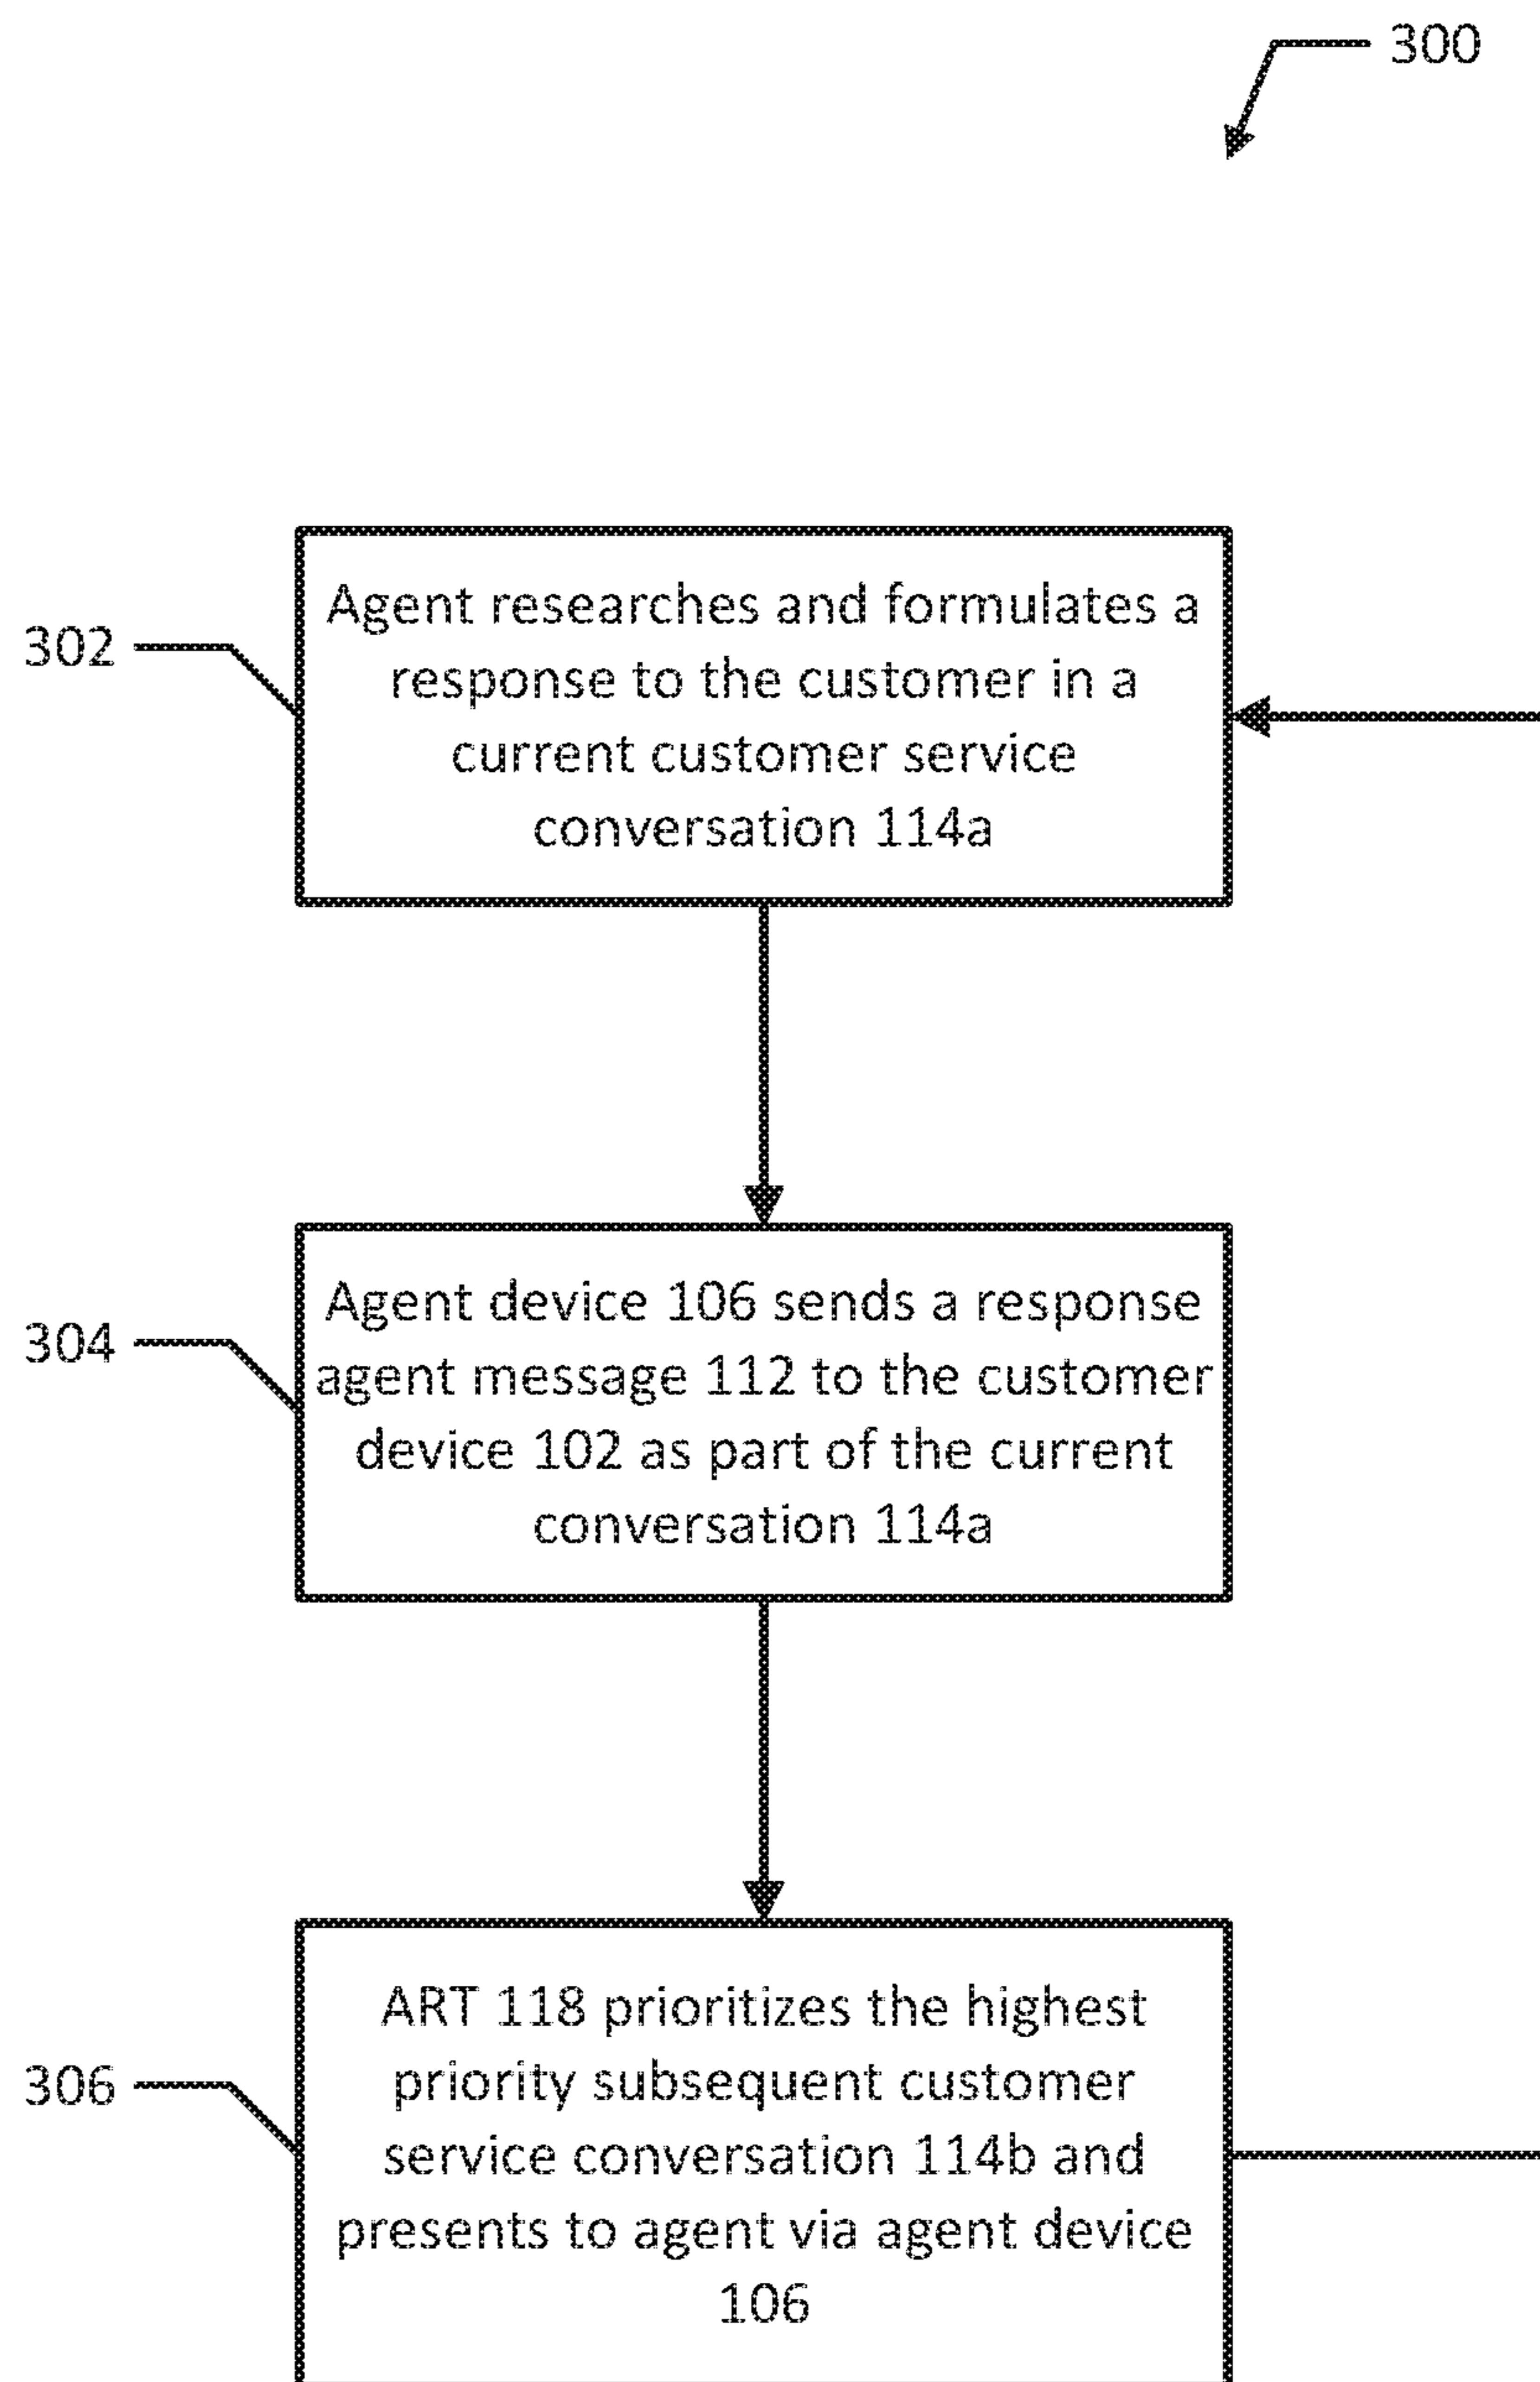 300
302
Agent researches and formulates a
response to the customer in a
current customer service
conversation 114a
304
Agent device 106 sends a response
agent message 112 to the customer
device 102 as part of the current
conversation 114a
306
ART 118 prioritizes the highest
priority subsequent customer
service conversation 114b and
presents to agent via agent device
106